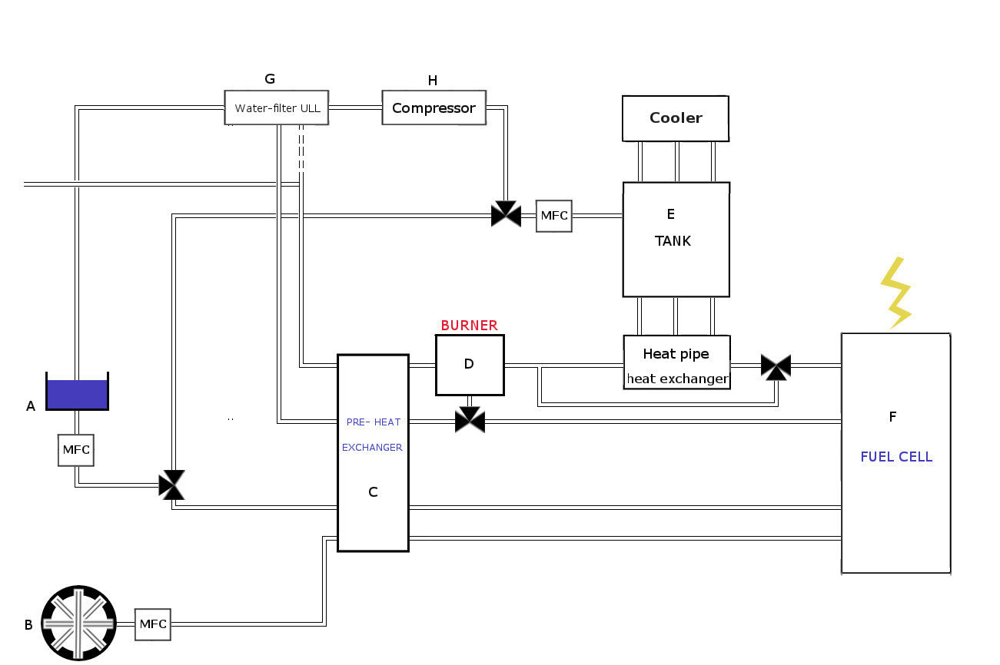 G
H
Water-filter ULL
Compressor
Cooler
MFC
E
TANK
BURNER
D
Heat pipe
heat exchanger
A
PRE- HEAT
EXCHANGER
C
F
FUEL CELL
MFC
B
MFC